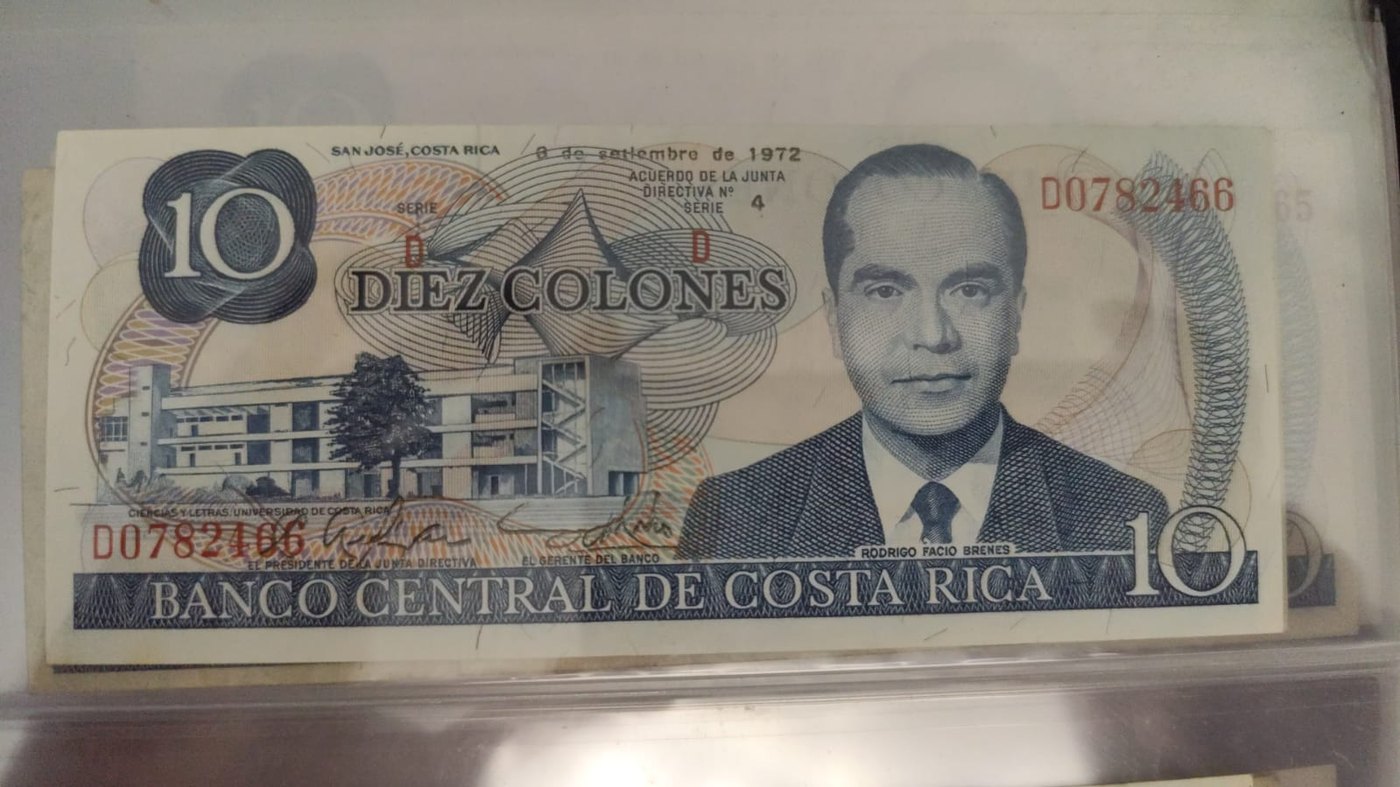 SAN JOSÉ, COSTA RICA 6 de setiembre de 1972
10
ACUERDO DE LA JUNTA
DIRECTIVA Nº
SERIE SERIE 4
D0782466
D D
DIEZ COLONES
CIENCIAS Y LETRAS/UNIVERSIDAD DE COSTA RICA
D0782466
EL PRESIDENTE DE LA JUNTA DIRECTIVA EL GERENTE DEL BANCO
RODRIGO FACIO BRENES
BANCO CENTRAL DE COSTA RICA 10
65